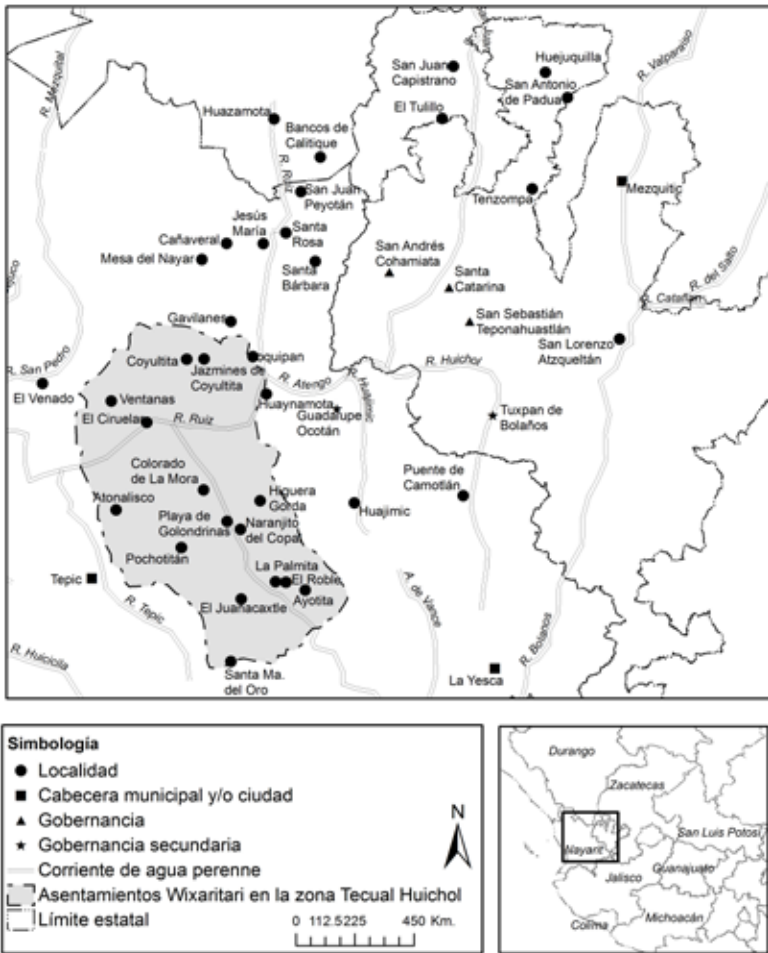 R. Mezquital
San Juan
Capistrano
Huejuquilla
San Antonio
de Padua
R. Valparaiso
Huazamota
El Tulillo
Bancos de
Calitique
R. Ruiz
San Juan
Peyotán
Tenzompa
Mezquitic
Jesús
María
Cañaveral
Santa
Rosa
Mesa del Nayar
Santa
Bárbara
San Andrés
Cohamiata
Santa
Catarina
R. del Salto
R. Catañan
San Sebastián
Teponahuastlán
San Lorenzo
Atzqueltán
Gavilanes
Coyultita
Jazmines de
Coyultita
oquipan
R. San Pedro
El Venado
R. Atengo
R. Huajimic
R. Huichoy
Ventanas
El Ciruelar
R. Ruiz
Huaynamota
Guadalupe
Ocotán
Tuxpan de
Bolaños
Colorado
de La Mora
Atonalisco
Higuera
Gorda
Playa de
Golondrinas
Naranjito
del Copal
Huajimic
Puente de
Camotlán
Pochotitán
Tepic
La Palmita
El Roble
Ayotita
El Juanacaxtle
R. Tepic
A. de Vance
R. Bolanos
R. Huicicila
Santa Ma.
del Oro
La Yesca
Simbología
Localidad
Cabecera municipal y/o ciudad
Gobernancia
Gobernancia secundaria
Corriente de agua perenne
Asentamientos Wixaritari en la zona Tecual Huichol
Límite estatal
N
0 112.5225 450 Km.
Durango
Zacatecas
San Luis Potosí
Nayarit
Jalisco
Guanajuato
Colima
Michoacán